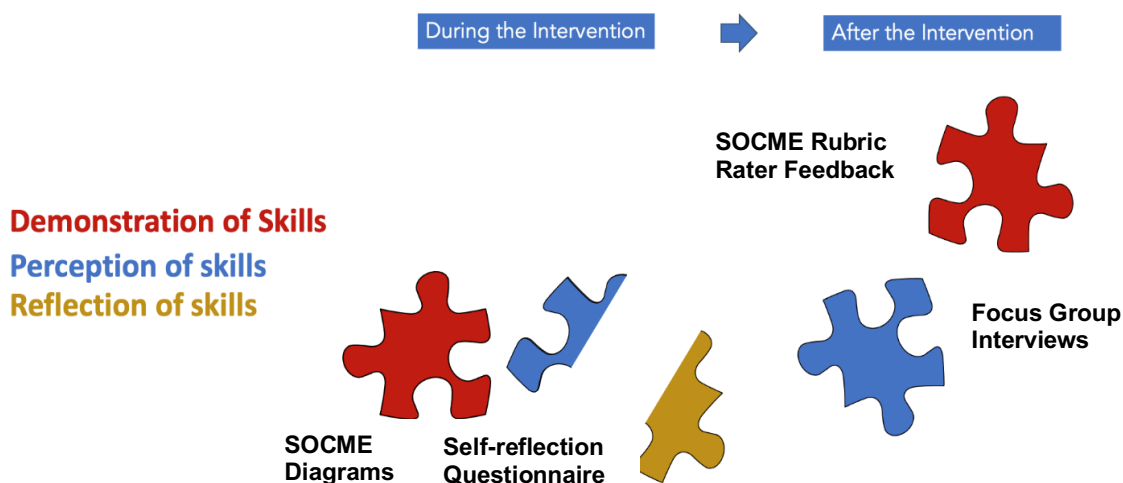 During the Intervention
After the Intervention
SOCME Rubric
Rater Feedback
Demonstration of Skills
Perception of skills
Reflection of skills
Focus Group
Interviews
SOCME
Diagrams
Self-reflection
Questionnaire